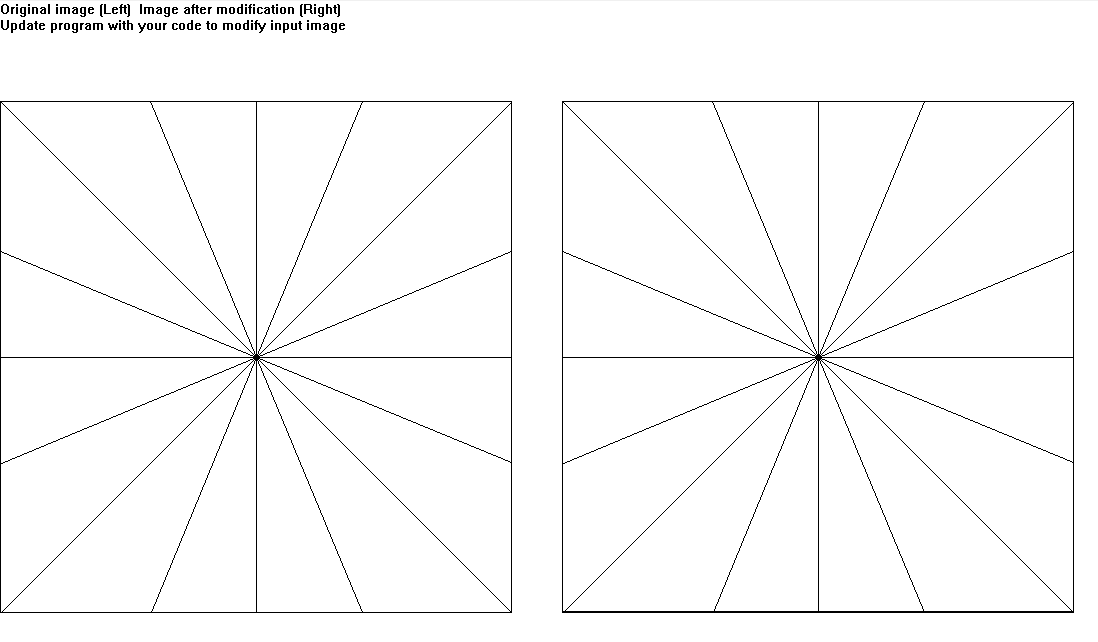 Original image (Left)  Image after modification (Right)
Update program with your code to modify input image